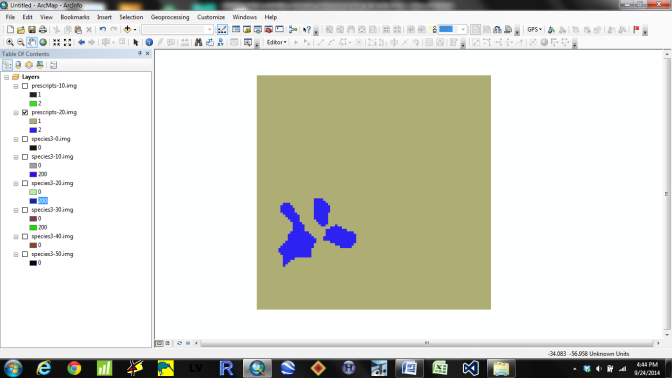 Untitled - ArcMap - ArcInfo
File Edit View Bookmarks Insert Selection Geoprocessing Customize Windows Help
GPS
Editor
Table Of Contents
Layers
prescripts-10.img
1
2
prescripts-20.img
1
2
species3-0.img
0
species3-10.img
0
200
species3-20.img
0
200
species3-30.img
0
200
species3-40.img
0
species3-50.img
0
-34.083 -56.958 Unknown Units
4:44 PM
9/24/2014